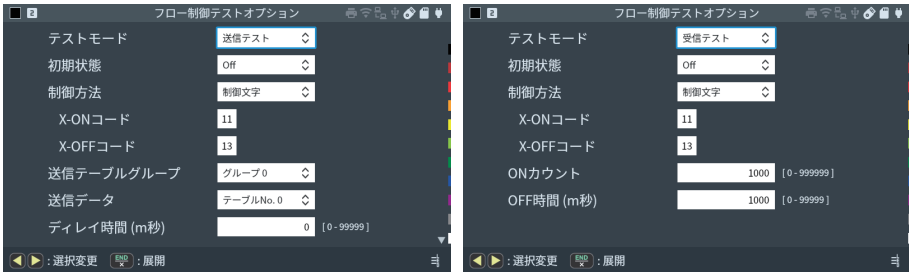 2 フロー制御テストオプション
テストモード 送信テスト
初期状態 Off
制御方法 制御文字
X-ONコード 11
X-OFFコード 13
送信テーブルグループ グループ 0
送信データ テーブルNo. 0
ディレイ時間 (m秒) 0 [ 0 - 99999 ]
:選択変更 END × :展開
2 フロー制御テストオプション
テストモード 受信テスト
初期状態 Off
制御方法 制御文字
X-ONコード 11
X-OFFコード 13
ONカウント 1000 [ 0 - 999999 ]
OFF時間 (m秒) 1000 [ 0 - 99999 ]
:選択変更 END × :展開